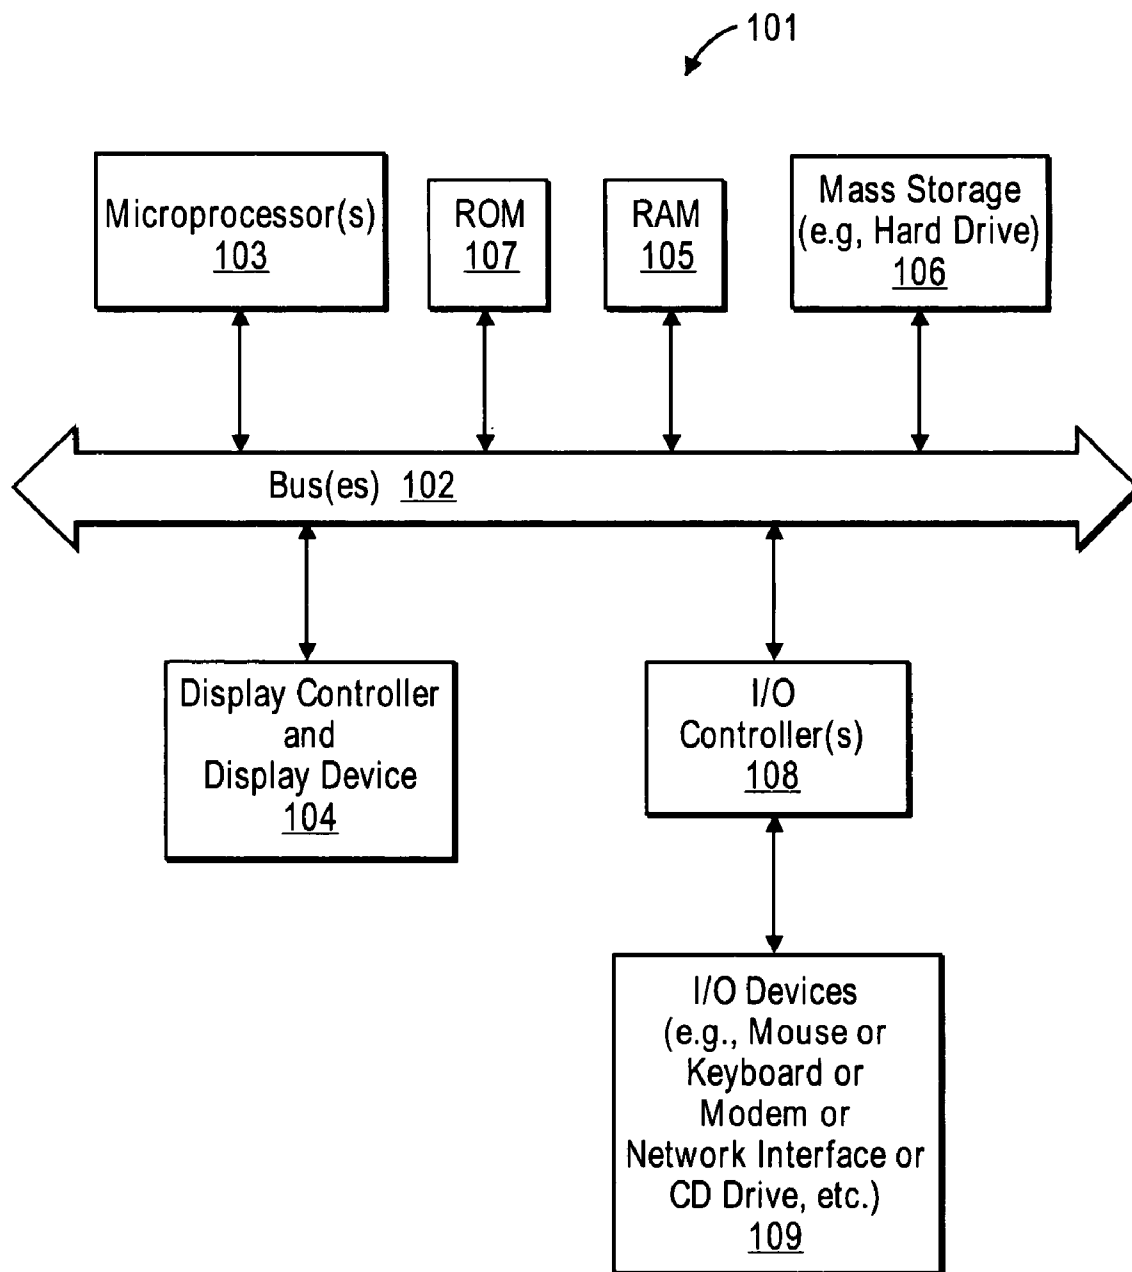 101
Microprocessor(s)
103
ROM
107
RAM
105
Mass Storage
(e.g, Hard Drive)
106
Bus(es) 102
Display Controller
and
Display Device
104
I/O
Controller(s)
108
I/O Devices
(e.g., Mouse or
Keyboard or
Modem or
Network Interface or
CD Drive, etc.)
109